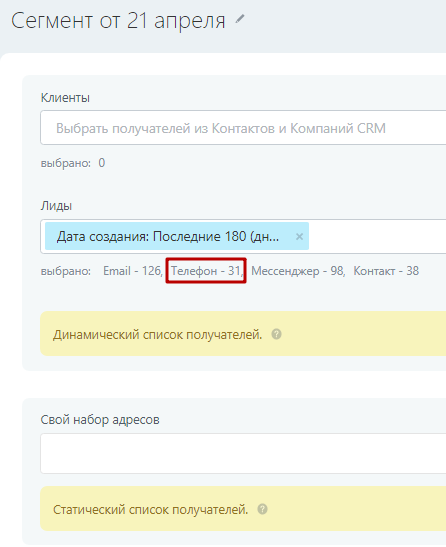 Сегмент от 21 апреля
Клиенты
Выбрать получателей из Контактов и Компаний CRM
выбрано: 0
Лиды
Дата создания: Последние 180 (дн... ×
выбрано: Email - 126, Телефон - 31, Мессенджер - 98, Контакт - 38
Динамический список получателей. ?
Свой набор адресов
Статический список получателей. ?